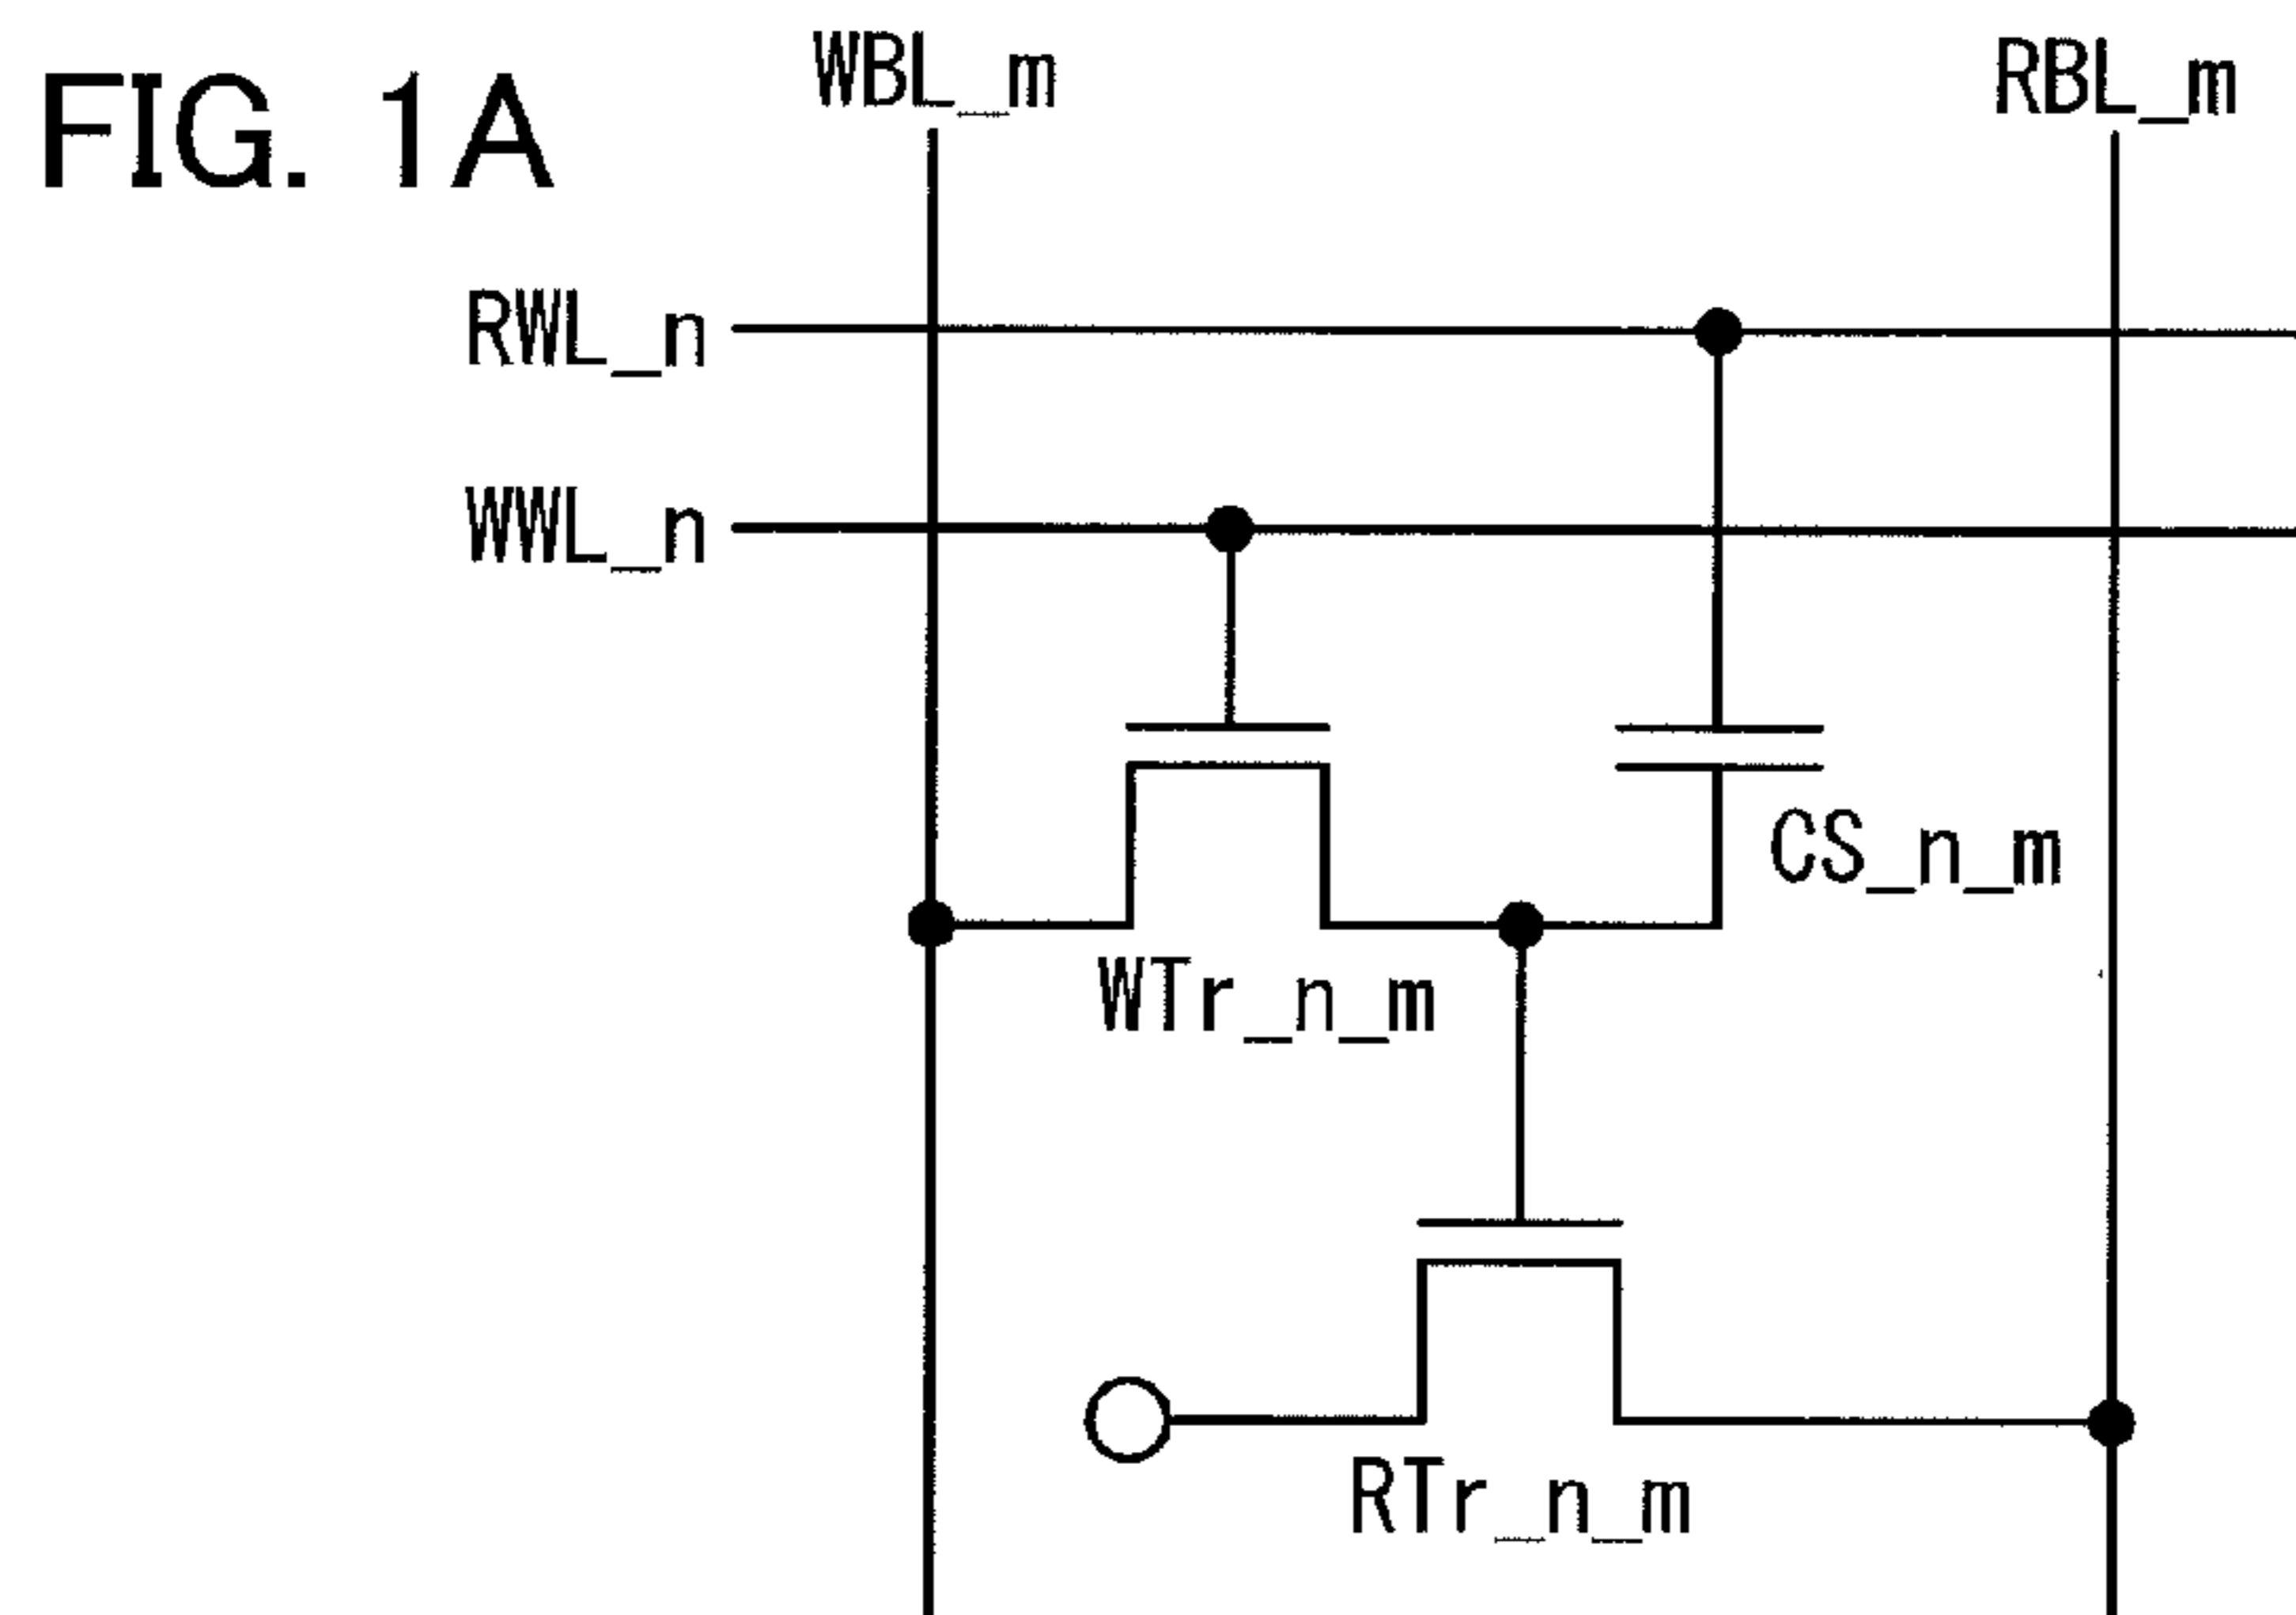 FIG. 1A
WBL_m
RBL_m
RWL_n
WWL_n
CS_n_m
WTr_n_m
RTr_n_m